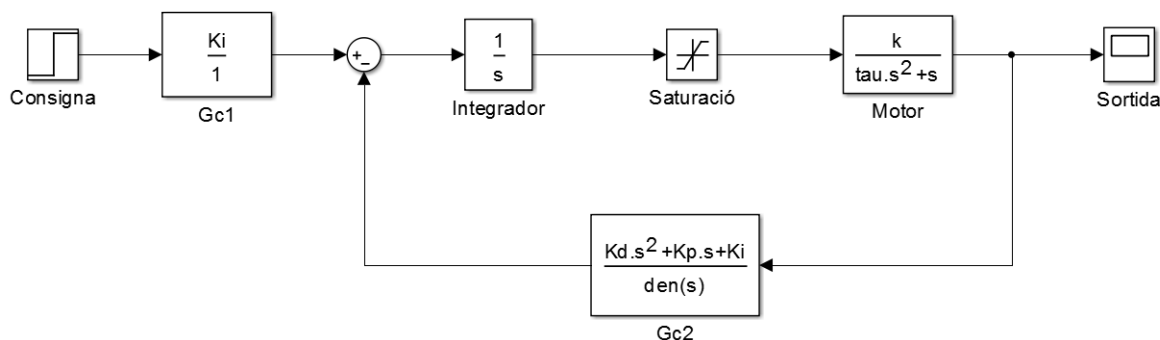 Consigna
Ki
1
Gc1
+
−
1
s
Integrador
Saturació
k
tau.s² +s
Motor
Sortida
Kd.s² +Kp.s+Ki
den(s)
Gc2